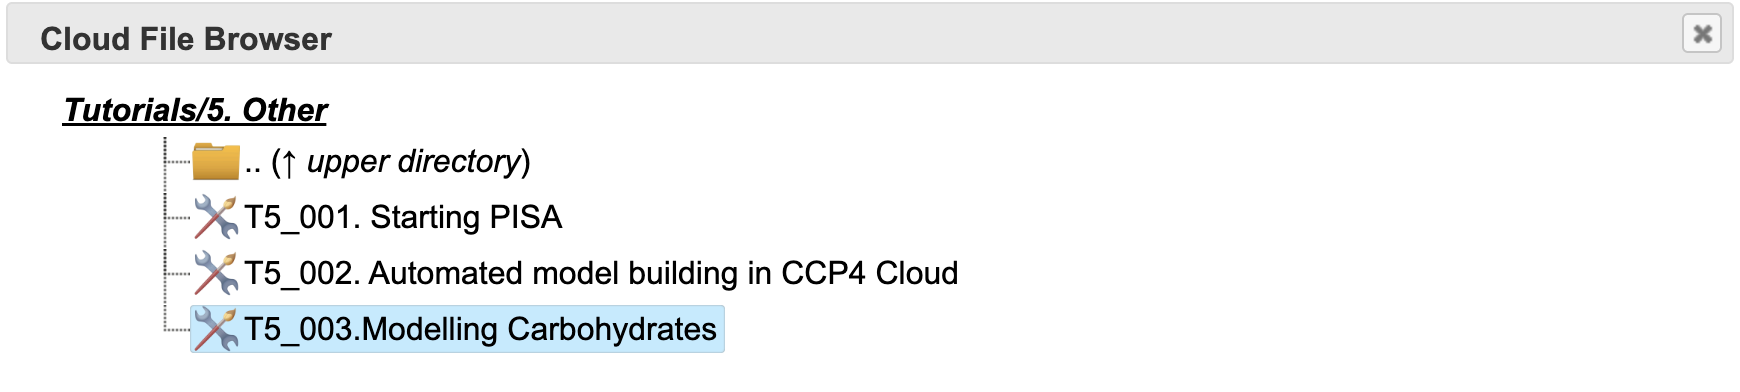 Cloud File Browser
Tutorials/5. Other
.. (↑ upper directory)
T5_001. Starting PISA
T5_002. Automated model building in CCP4 Cloud
T5_003.Modelling Carbohydrates